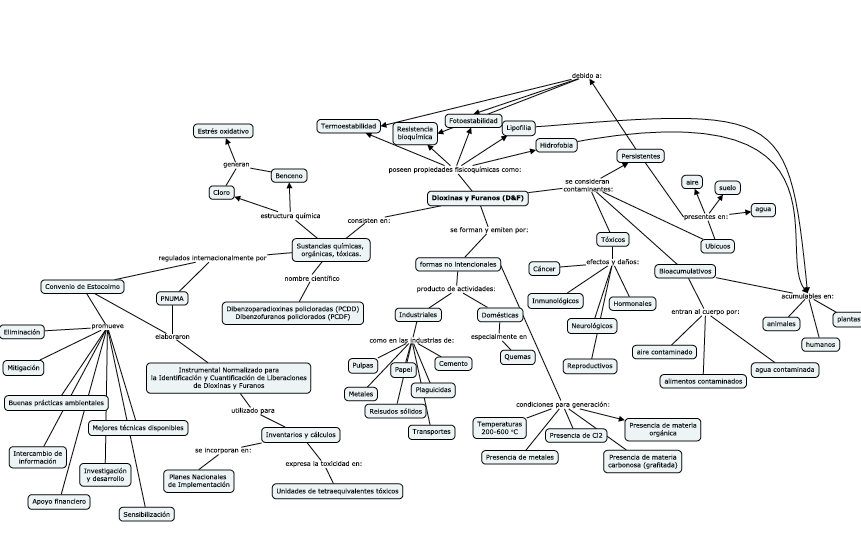 debido a:
Termoestabilidad
Resistencia
bioquímica
Fotoestabilidad
Lipofilia
Hidrofobia
Estrés oxidativo
generan
Benceno
Cloro
estructura química
poseen propiedades fisicoquímicas como:
Dioxinas y Furanos (D&F)
se consideran
contaminantes:
Persistentes
aire
suelo
agua
presentes en:
Ubicuos
consisten en:
se forman y emiten por:
Tóxicos
Sustancias químicas,
orgánicas, tóxicas.
regulados internacionalmente por
nombre científico
formas no intencionales
efectos y daños:
Cáncer
Inmunológicos
Hormonales
Neurológicos
Reproductivos
Bioacumulativos
acumulables en:
animales
humanos
plantas
entran al cuerpo por:
aire contaminado
alimentos contaminados
agua contaminada
Convenio de Estocolmo
PNUMA
Dibenzoparadioxinas policloradas (PCDD)
Dibenzofuranos policlorados (PCDF)
producto de actividades:
Industriales
Domésticas
como en las industrias de:
especialmente en
Quemas
Pulpas
Papel
Cemento
Metales
Plaguicidas
Reisudos sólidos
Transportes
promueve
elaboraron
Eliminación
Mitigación
Buenas prácticas ambientales
Mejores técnicas disponibles
Intercambio de
información
Investigación
y desarrollo
Apoyo financiero
Sensibilización
Instrumental Normalizado para
la Identificación y Cuantificación de Liberaciones
de Dioxinas y Furanos
utilizado para
Inventarios y cálculos
se incorporan en:
Planes Nacionales
de Implementación
expresa la toxicidad en:
Unidades de tetraequivalentes tóxicos
condiciones para generación:
Temperaturas
200-600 °C
Presencia de Cl2
Presencia de materia
orgánica
Presencia de metales
Presencia de materia
carbonosa (grafitada)